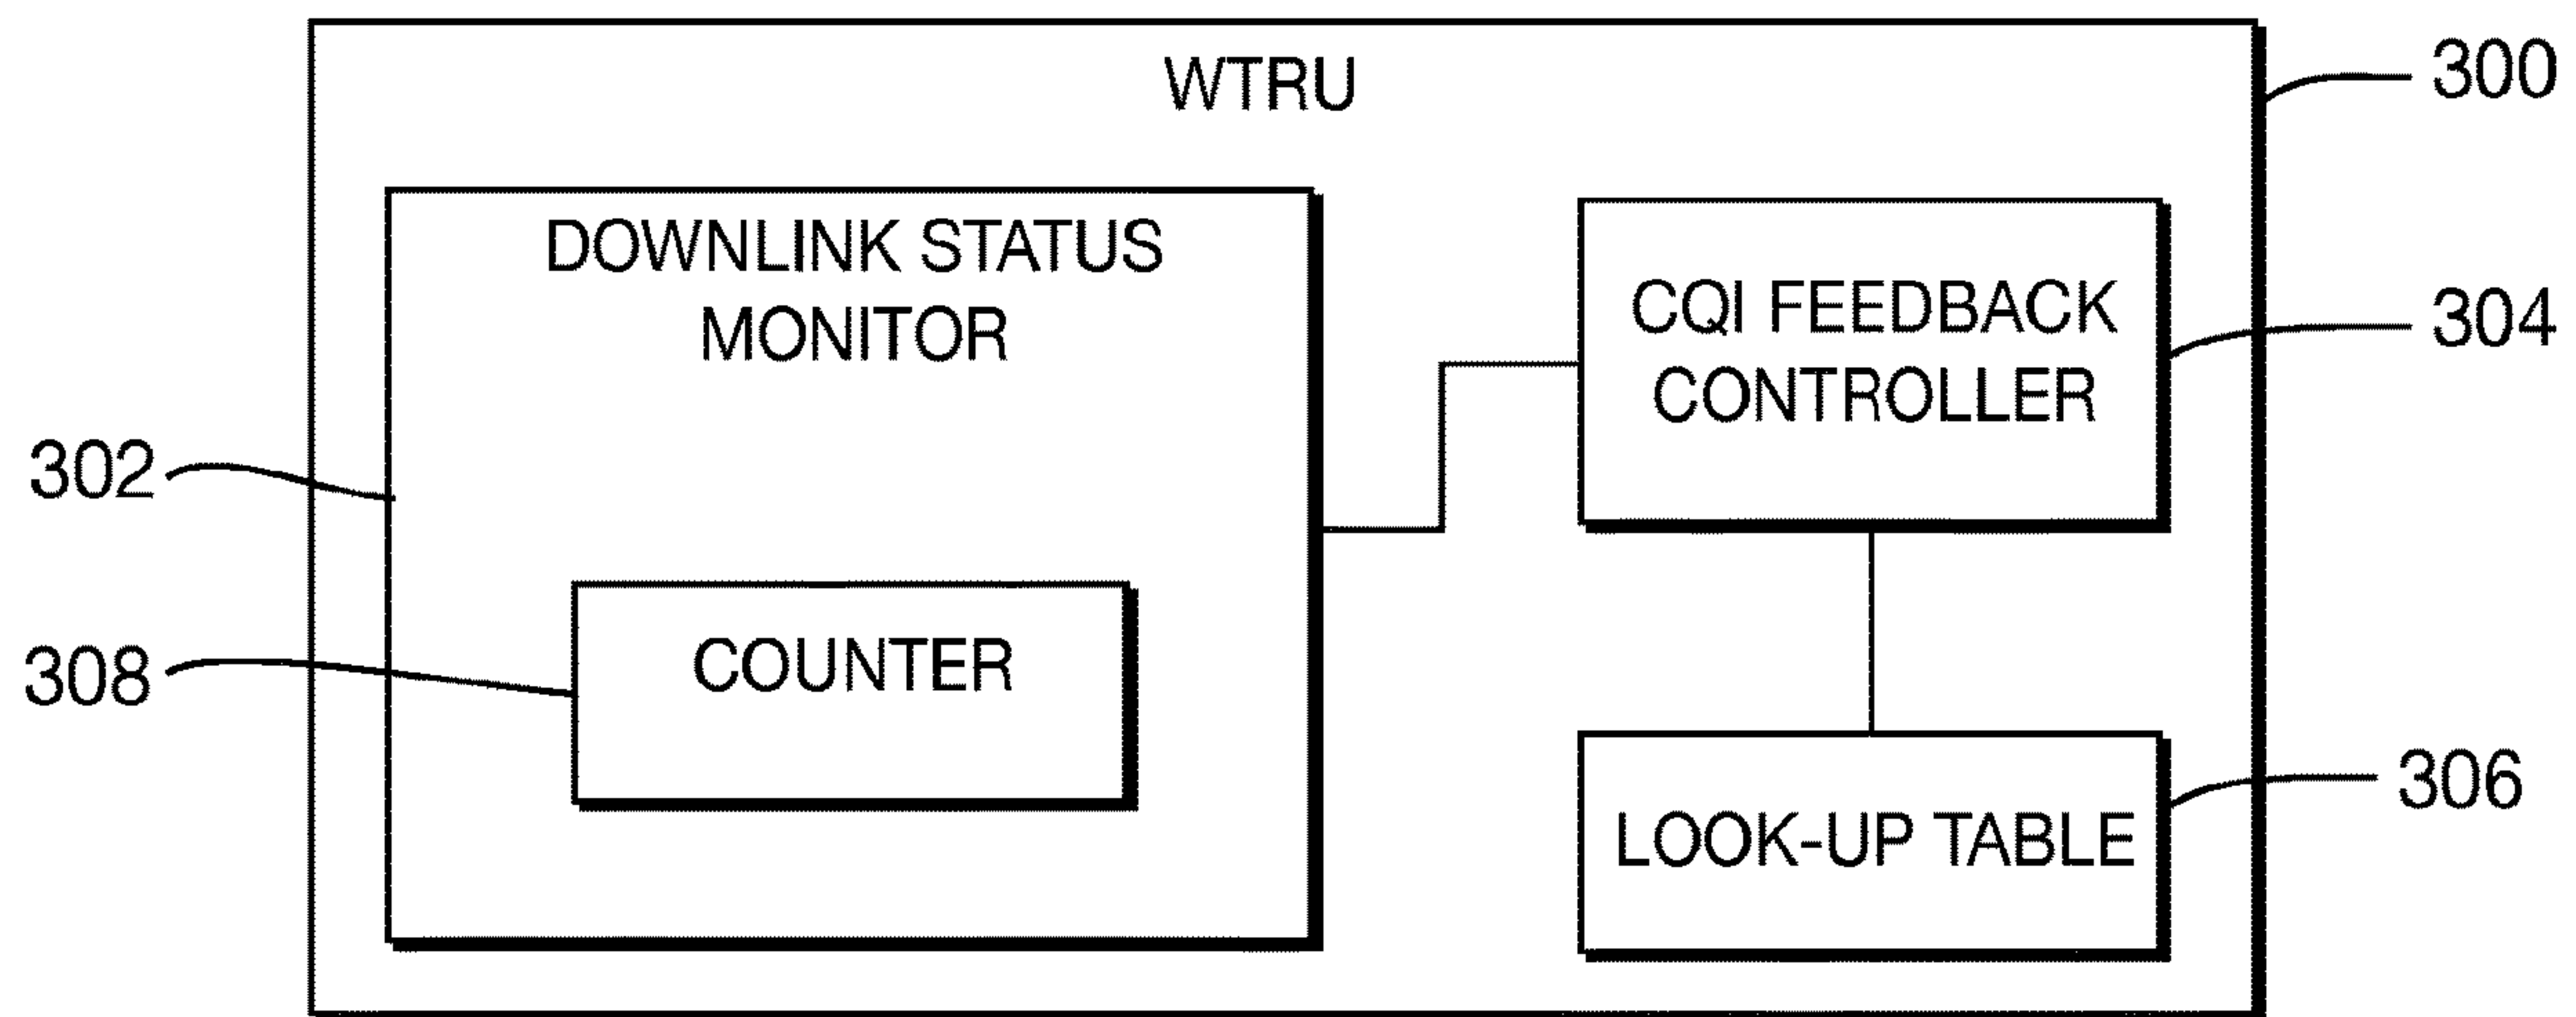 WTRU
300
DOWNLINK STATUS
MONITOR
CQI FEEDBACK
CONTROLLER
304
302
COUNTER
308
LOOK-UP TABLE
306